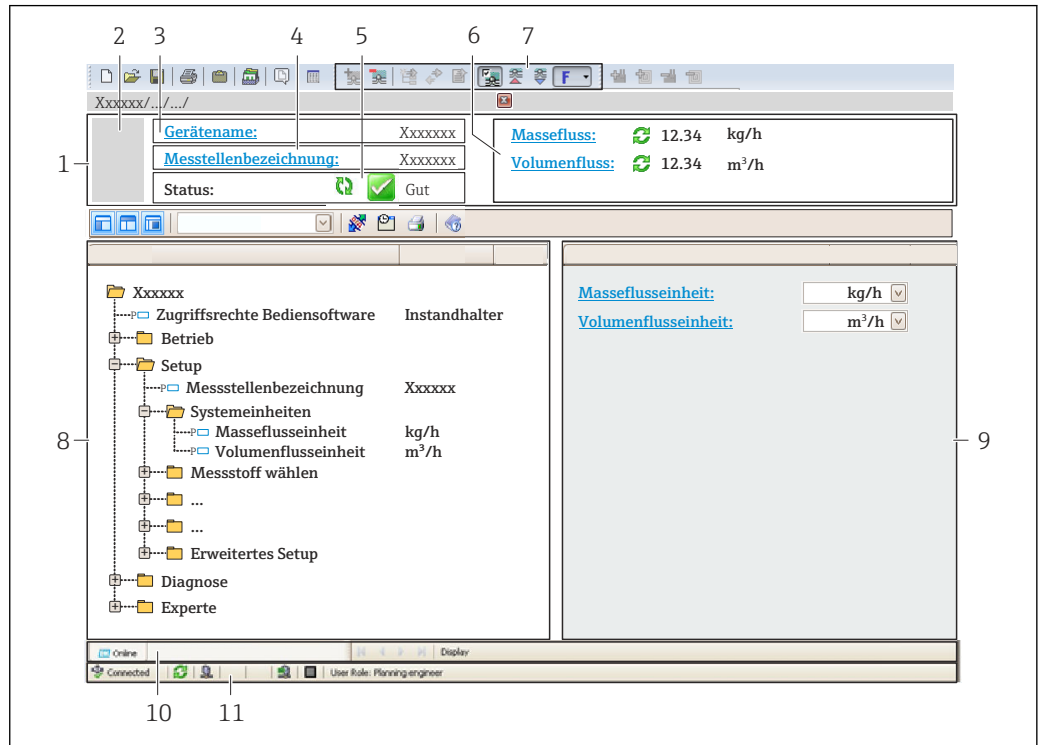 2 3 4 5 6 7
F
Xxxxxx/.../.../
1
Gerätename: Xxxxxxx
Messtellenbezeichnung: Xxxxxxx
Status: Gut
Massefluss: 12.34 kg/h
Volumenfluss: 12.34 m³/h
Xxxxxx
P Zugriffsrechte Bediensoftware Instandhalter
Betrieb
Setup
P Messstellenbezeichnung Xxxxxx
Systemeinheiten
P Masseflusseinheit kg/h
P Volumenflusseinheit m³/h
Messstoff wählen
...
...
Erweitertes Setup
Diagnose
Experte
8
Masseflusseinheit: kg/h
Volumenflusseinheit: m³/h
9
Online Display
Connected User Role: Planning engineer
10 11